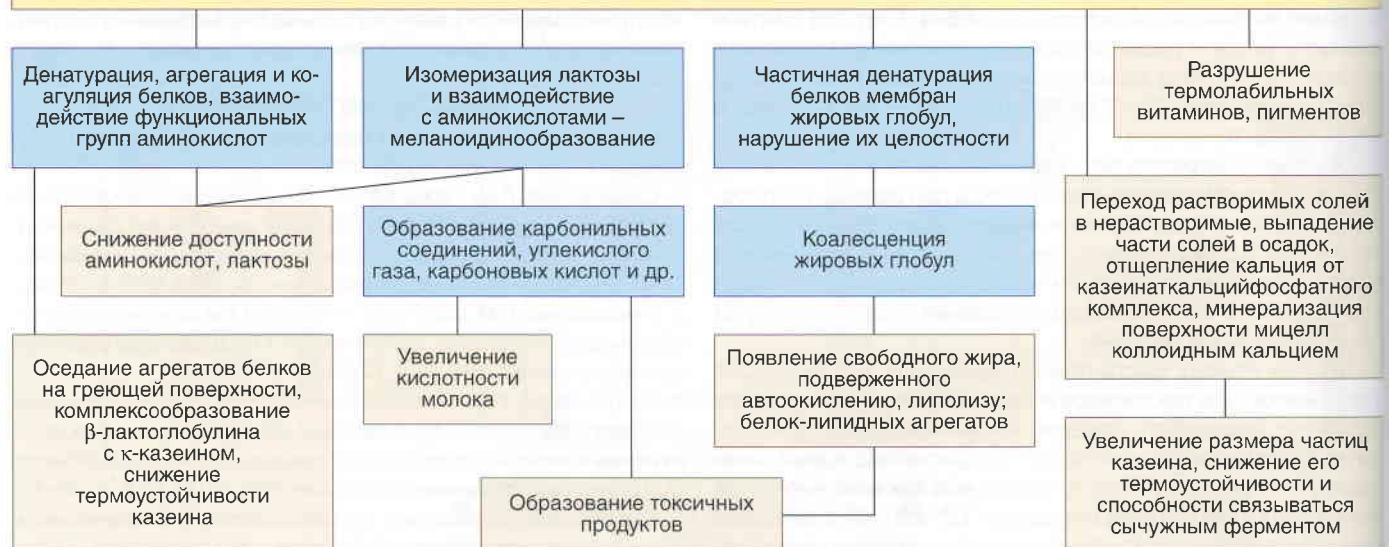 Денатурация, агрегация и ко-
агуляция белков, взаимо-
действие функциональных
групп аминокислот
Изомеризация лактозы
и взаимодействие
с аминокислотами –
меланоидинообразование
Частичная денатурация
белков мембран
жировых глобул,
нарушение их целостности
Разрушение
термолабильных
витаминов, пигментов
Снижение доступности
аминокислот, лактозы
Образование карбонильных
соединений, углекислого
газа, карбоновых кислот и др.
Коалесценция
жировых глобул
Переход растворимых солей
в нерастворимые, выпадение
части солей в осадок,
отщепление кальция от
казеинаткальцийфосфатного
комплекса, минерализация
поверхности мицелл
коллоидным кальцием
Оседание агрегатов белков
на греющей поверхности,
комплексообразование
β-лактоглобулина
с κ-казеином,
снижение
термоустойчивости
казеина
Увеличение
кислотности
молока
Появление свободного жира,
подверженного
автоокислению, липолизу;
белок-липидных агрегатов
Образование токсичных
продуктов
Увеличение размера частиц
казеина, снижение его
термоустойчивости и
способности связываться
сычужным ферментом